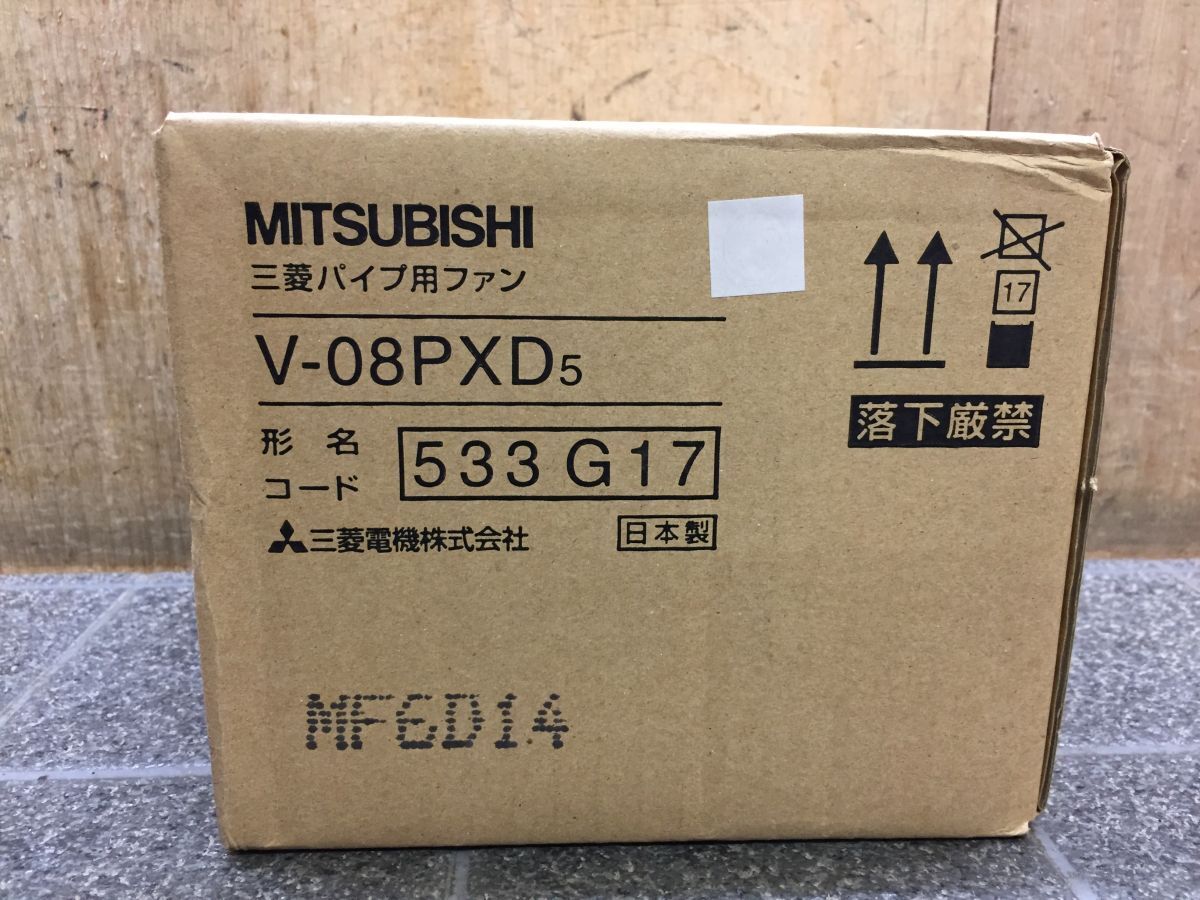 MITSUBISHI
三菱パイプ用ファン
V-08PXD5
形名
コード
533 G17
三菱電機株式会社
日本製
17
落下厳禁
MF6D14